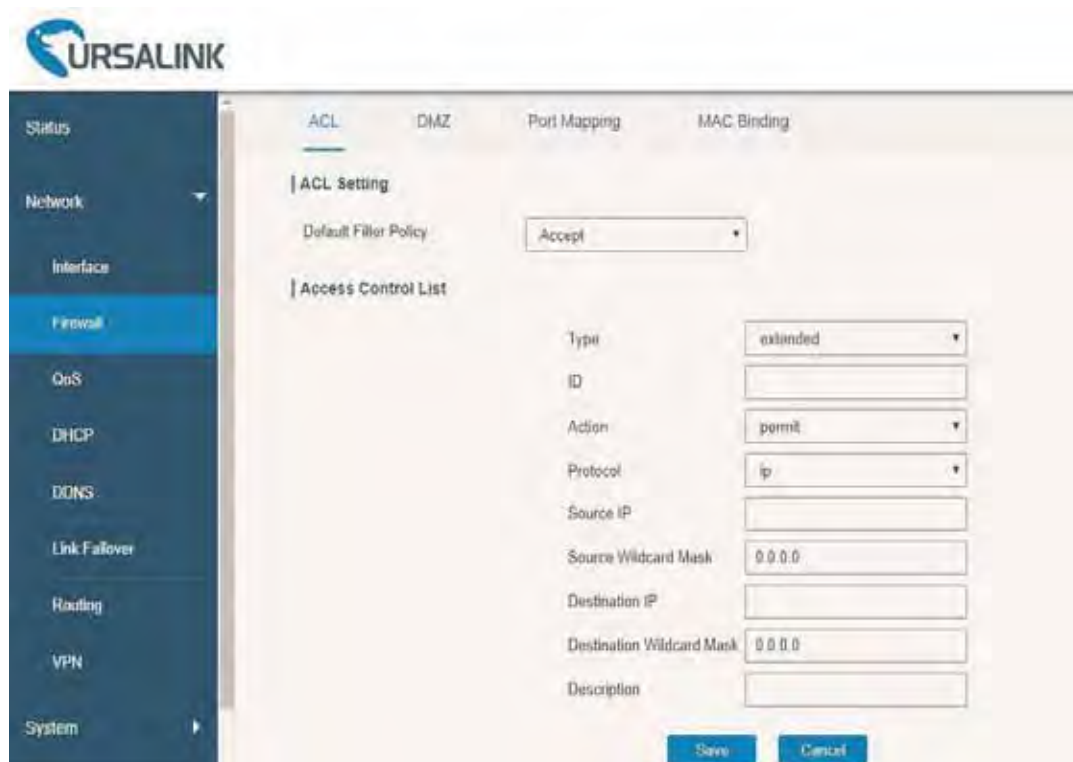 URSALINK
Status
Network
Interface
Firewall
QoS
DHCP
DDNS
Link Failover
Routing
VPN
System
ACL DMZ Port Mapping MAC Binding
ACL Setting
Default Filter Policy Accept
Access Control List
Type extended
ID
Action permit
Protocol ip
Source IP
Source Wildcard Mask 0.0.0.0
Destination IP
Destination Wildcard Mask 0.0.0.0
Description
Save Cancel